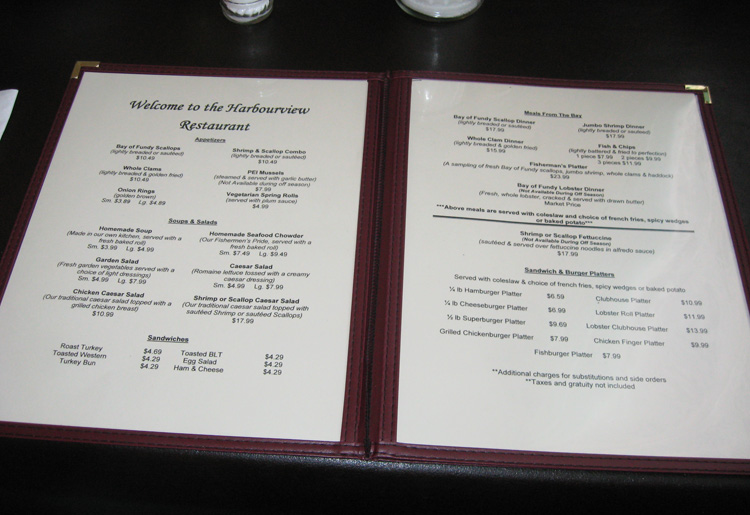 Welcome to the Harbourview
Restaurant
Appetizers
Bay of Fundy Scallops
(lightly breaded or sautéed)
$10.49
Shrimp & Scallop Combo
(lightly breaded or sautéed)
$10.49
Whole Clams
(lightly breaded & golden fried)
$10.49
PEI Mussels
(steamed & served with garlic butter)
(Not Available during off season)
$7.99
Onion Rings
(golden brown)
Sm. $3.89 Lg. $4.89
Vegetarian Spring Rolls
(served with plum sauce)
$4.99
Soups & Salads
Homemade Soup
(Made in our own kitchen, served with a
fresh baked roll)
Sm. $3.99 Lg. $4.99
Homemade Seafood Chowder
(Our Fishermen's Pride, served with a
fresh baked roll)
Sm. $7.49 Lg. $9.49
Garden Salad
(Fresh garden vegetables served with a
choice of light dressings)
Sm. $4.99 Lg. $7.99
Caesar Salad
(Romaine lettuce tossed with a creamy
caesar dressing)
Sm. $4.99 Lg. $7.99
Chicken Caesar Salad
(Our traditional caesar salad topped with a
grilled chicken breast)
$10.99
Shrimp or Scallop Caesar Salad
(Our traditional caesar salad topped with
sautéed Shrimp or sautéed Scallops)
$17.99
Sandwiches
Roast Turkey $4.69
Toasted Western $4.29
Turkey Bun $4.29
Toasted BLT $4.29
Egg Salad $4.29
Ham & Cheese $4.29
Meals From The Bay
Bay of Fundy Scallop Dinner
(lightly breaded or sautéed)
$17.99
Jumbo Shrimp Dinner
(lightly breaded or sautéed)
$17.99
Whole Clam Dinner
(lightly breaded & golden fried)
$15.99
Fish & Chips
(lightly battered & fried to perfection)
1 piece $7.99 2 pieces $9.99
3 pieces $11.99
Fisherman's Platter
(A sampling of fresh Bay of Fundy scallops, jumbo shrimp, whole clams & haddock)
$23.99
Bay of Fundy Lobster Dinner
(Not Available During Off Season)
(Fresh, whole lobster, cracked & served with drawn butter)
Market Price
***Above meals are served with coleslaw and choice of french fries, spicy wedges
or baked potato***
Shrimp or Scallop Fettuccine
(Not Available During Off Season)
(sautéed & served over fettuccine noodles in alfredo sauce)
$17.99
Sandwich & Burger Platters
Served with coleslaw & choice of french fries, spicy wedges or baked potato
¼ lb Hamburger Platter $6.59
¼ lb Cheeseburger Platter $6.99
½ lb Superburger Platter $9.69
Grilled Chickenburger Platter $7.99
Clubhouse Platter $10.99
Lobster Roll Platter $11.99
Lobster Clubhouse Platter $13.99
Chicken Finger Platter $9.99
Fishburger Platter $7.99
**Additional charges for substitutions and side orders
**Taxes and gratuity not included